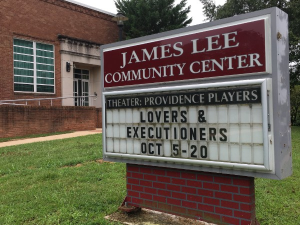 JAMES LEE
COMMUNITY CENTER
THEATER: PROVIDENCE PLAYERS
LOVERS &
EXECUTIONERS
OCT 5-20